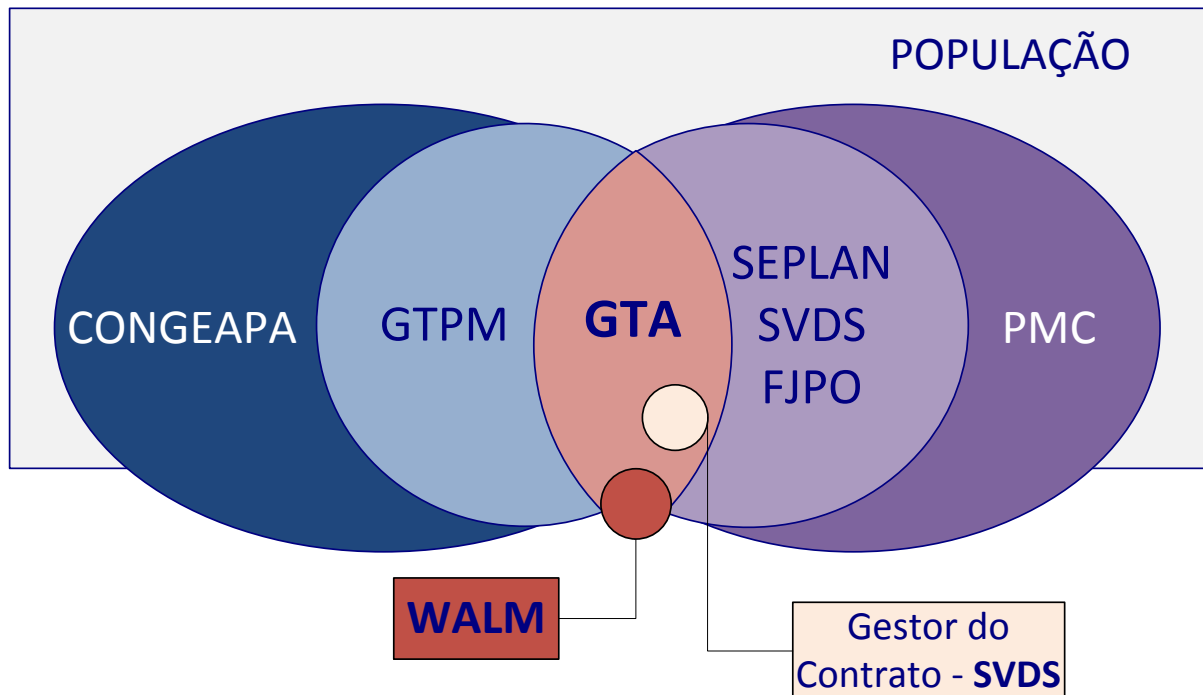 POPULAÇÃO
CONGEAPA
GTPM
GTA
SEPLAN
SVDS
FJPO
PMC
WALM
Gestor do
Contrato - SVDS